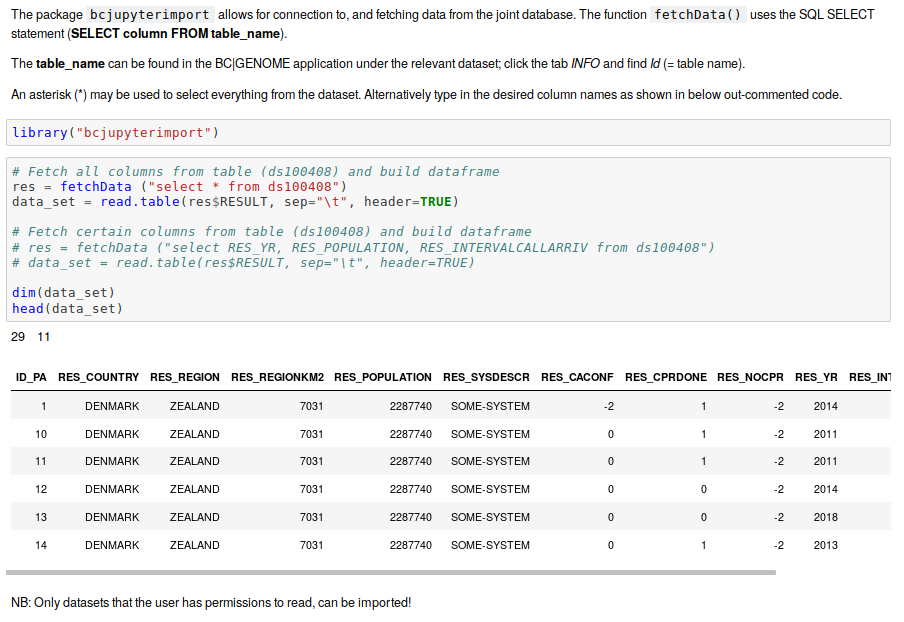 The package bcjupyterimport allows for connection to, and fetching data from the joint database. The function fetchData() uses the SQL SELECT
statement (SELECT column FROM table_name).
The table_name can be found in the BC|GENOME application under the relevant dataset; click the tab INFO and find Id (= table name).
An asterisk (*) may be used to select everything from the dataset. Alternatively type in the desired column names as shown in below out-commented code.
library("bcjupyterimport")
# Fetch all columns from table (ds100408) and build dataframe
res = fetchData ("select * from ds100408")
data_set = read.table(res$RESULT, sep="\t", header=TRUE)
# Fetch certain columns from table (ds100408) and build dataframe
# res = fetchData ("select RES_YR, RES_POPULATION, RES_INTERVALCALLARRIV from ds100408")
# data_set = read.table(res$RESULT, sep="\t", header=TRUE)
dim(data_set)
head(data_set)
29 11
ID_PA RES_COUNTRY RES_REGION RES_REGIONKM2 RES_POPULATION RES_SYSDESCR RES_CACONF RES_CPRDONE RES_NOCPR RES_YR RES_INT
1 DENMARK ZEALAND 7031 2287740 SOME-SYSTEM -2 1 -2 2014
10 DENMARK ZEALAND 7031 2287740 SOME-SYSTEM 0 1 -2 2011
11 DENMARK ZEALAND 7031 2287740 SOME-SYSTEM 0 1 -2 2011
12 DENMARK ZEALAND 7031 2287740 SOME-SYSTEM 0 0 -2 2014
13 DENMARK ZEALAND 7031 2287740 SOME-SYSTEM 0 0 -2 2018
14 DENMARK ZEALAND 7031 2287740 SOME-SYSTEM 0 1 -2 2013
NB: Only datasets that the user has permissions to read, can be imported!